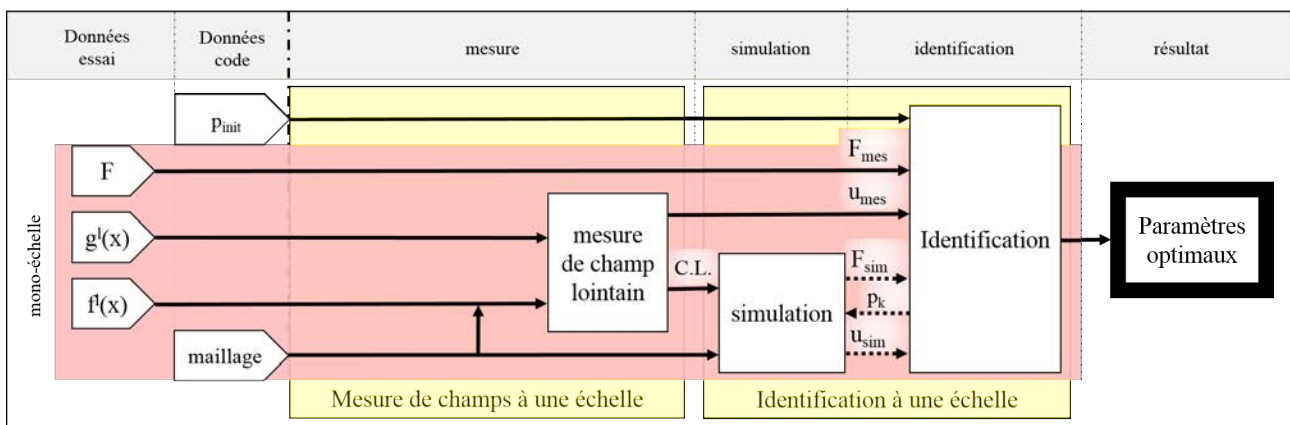 Données
essai
Données
code
mesure
simulation
identification
résultat
p_init
F
F_mes
u_mes
g^l(x)
mesure
de champ
lointain
Identification
Paramètres
optimaux
mono-échelle
C.L.
F_sim
f^l(x)
simulation
p_k
maillage
u_sim
Mesure de champs à une échelle
Identification à une échelle